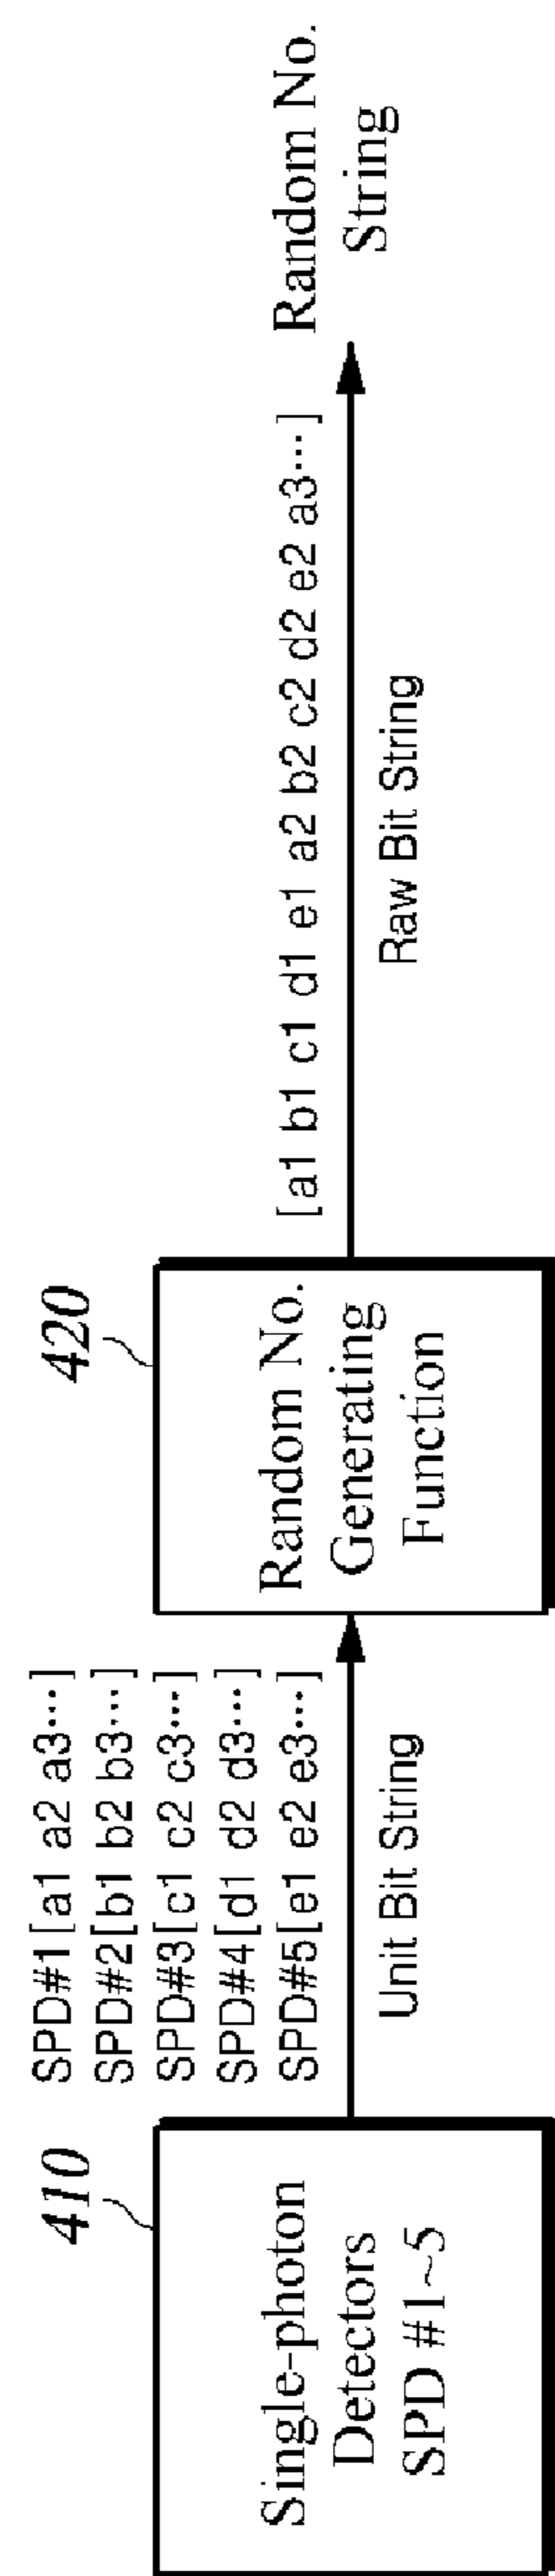 410
Single-photon
Detectors
SPD #1~5
SPD#1[a1 a2 a3···]
SPD#2[b1 b2 b3···]
SPD#3[c1 c2 c3···]
SPD#4[d1 d2 d3···]
SPD#5[e1 e2 e3···]
Unit Bit String
420
Random No.
Generating
Function
[a1 b1 c1 d1 e1 a2 b2 c2 d2 e2 a3···]
Raw Bit String
Random No.
String